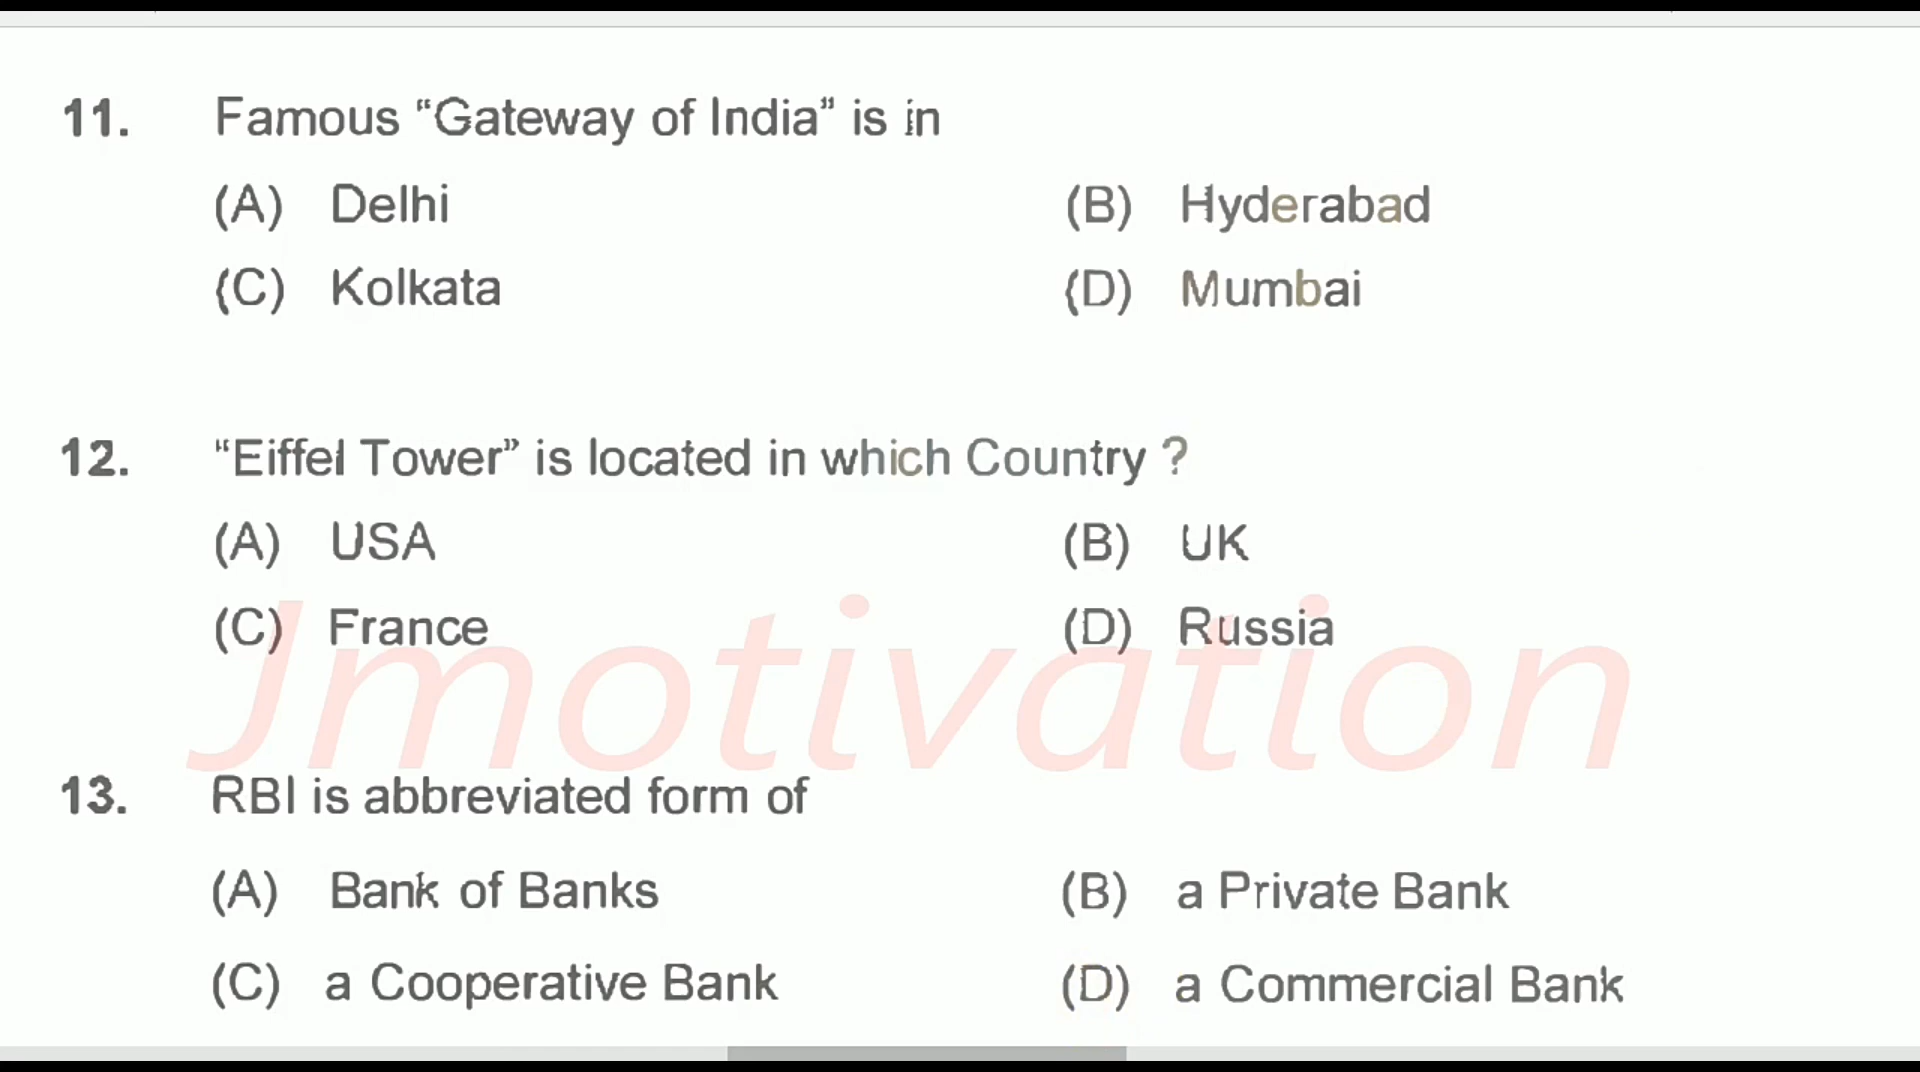 11. Famous “Gateway of India” is in
(A) Delhi (B) Hyderabad
(C) Kolkata (D) Mumbai
12. “Eiffel Tower” is located in which Country ?
(A) USA (B) UK
(C) France (D) Russia
Jmotivation
13. RBI is abbreviated form of
(A) Bank of Banks (B) a Private Bank
(C) a Cooperative Bank (D) a Commercial Bank